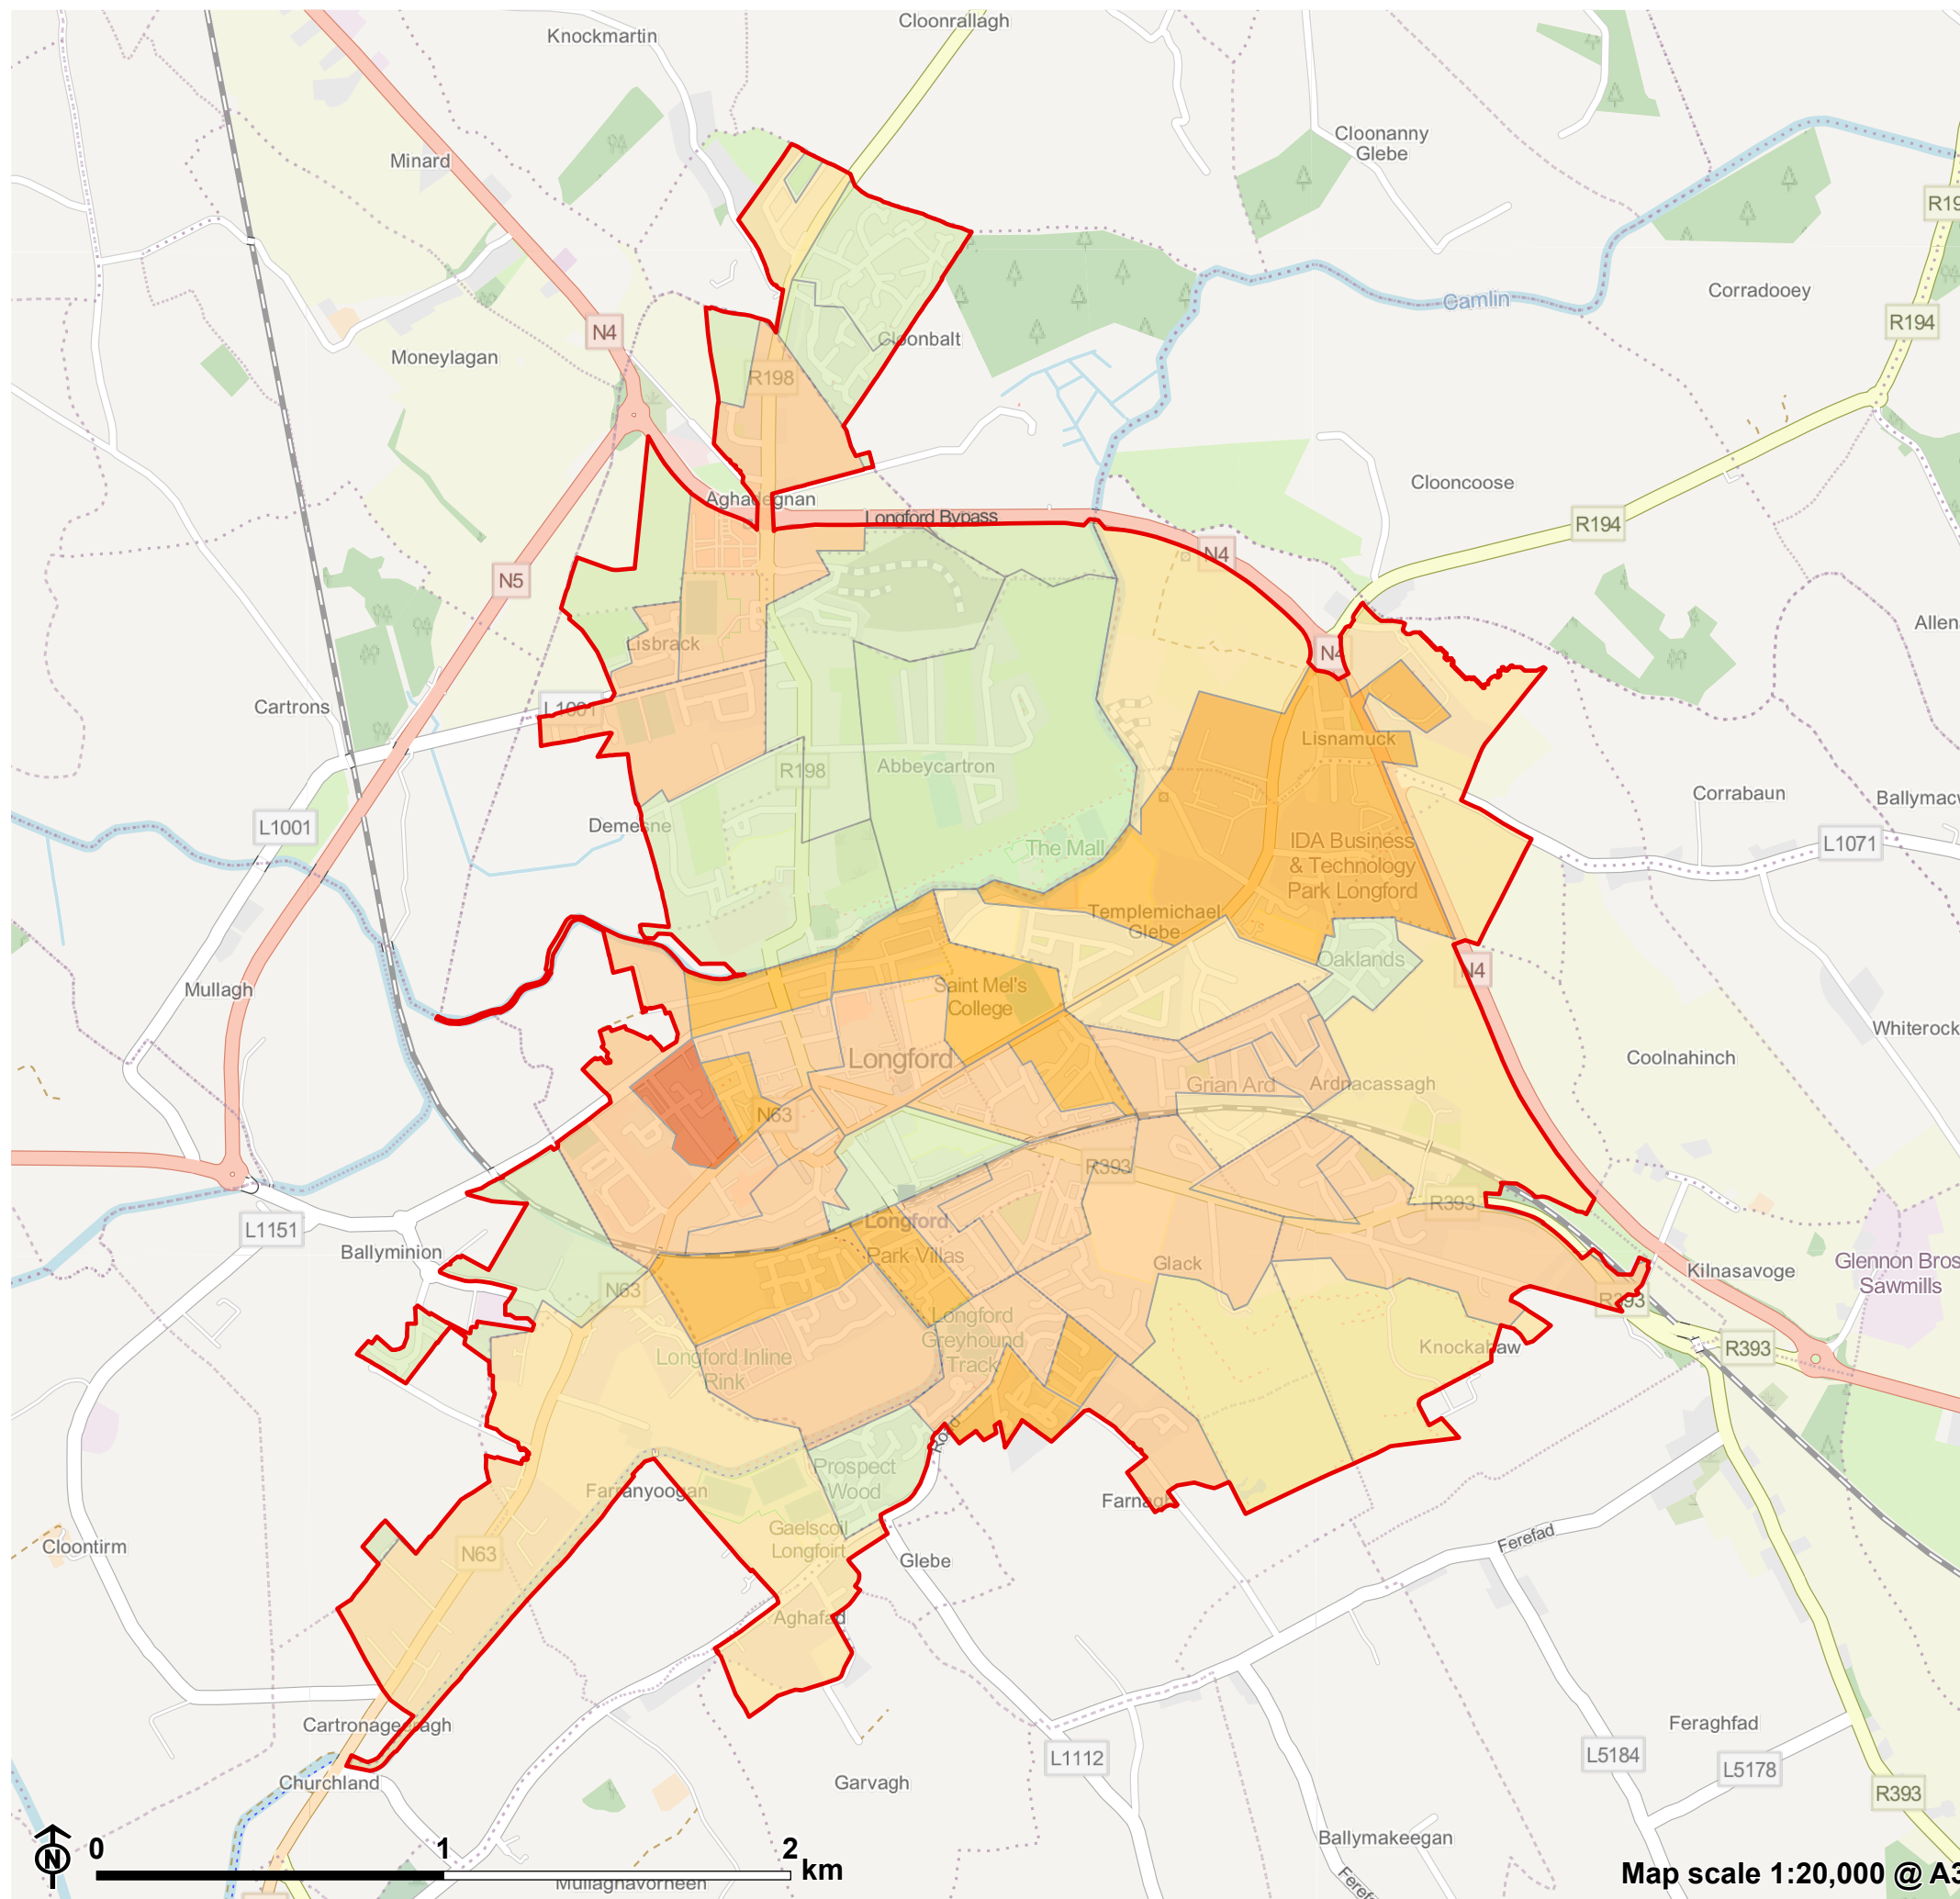 Cloonrallagh
Knockmartin
Cloonanny
Glebe
Minard
R19
Camlin
Corradooey
R194
N4
Moneylagan
Cloonbalt
R198
Clooncoose
Aghadegnan
Longford Bypass
R194
N4
N5
Allen
Lisbrack
N4
Cartrons
L1001
Lisnamuck
Abbeycartron
R198
Corrabaun
Ballymac
L1001
Demesne
The Mall
IDA Business
& Technology
Park Longford
L1071
Templemichael
Glebe
Oaklands
N4
Mullagh
Saint Mel's
College
Whiterock
Longford
Coolnahinch
Grian Ard
Ardnacassagh
N63
R393
R393
L1151
Longford
Ballyminion
Park Villas
Glack
Glennon Bros
Sawmills
Kilnasavoge
N63
R393
Longford
Greyhound
Track
Knockahaw
R393
Longford Inline
Rink
Prospect
Wood
Farranyoogan
Farnagh
Gaelscoil
Longfoirt
Ferefad
Cloontirm
N63
Glebe
Aghafad
Cartronageeragh
Feraghfad
L1112
L5184
L5178
Churchland
Garvagh
R393
Ballymakeegan
N
0 1 2 km
Mullaghavorneen
Map scale 1:20,000 @ A3